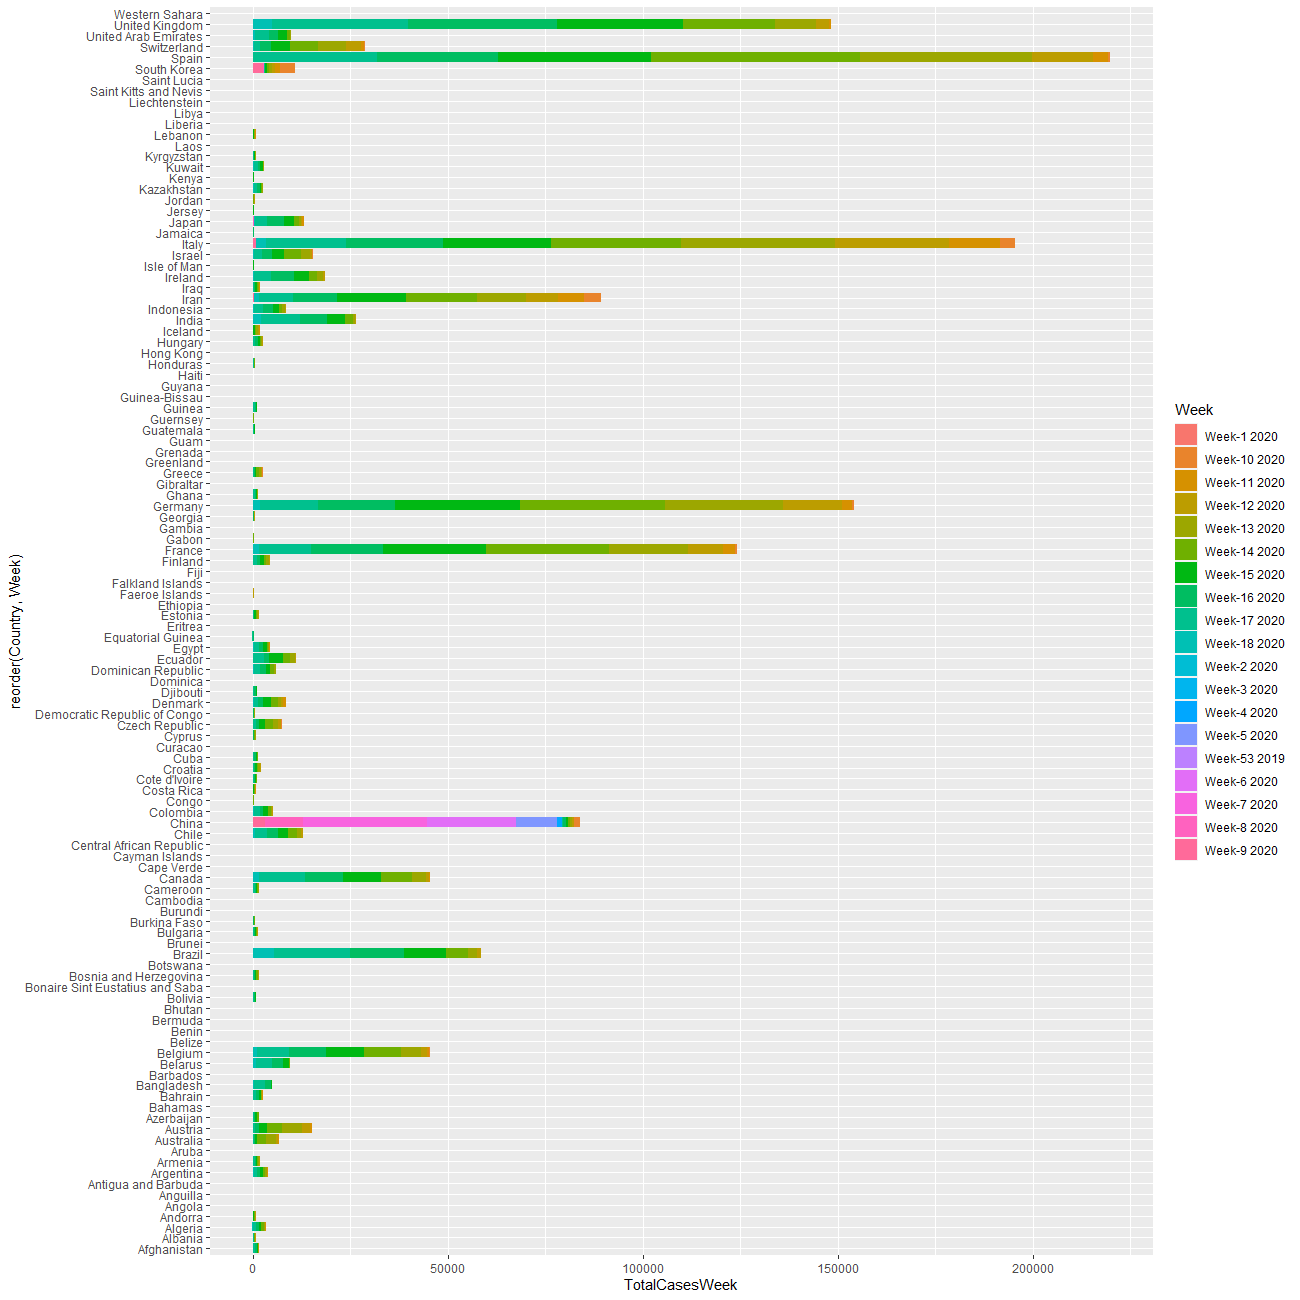 Western Sahara
United Kingdom
United Arab Emirates
Switzerland
Spain
South Korea
Saint Lucia
Saint Kitts and Nevis
Liechtenstein
Libya
Liberia
Lebanon
Laos
Kyrgyzstan
Kuwait
Kenya
Kazakhstan
Jordan
Jersey
Japan
Jamaica
Italy
Israel
Isle of Man
Ireland
Iraq
Iran
Indonesia
India
Iceland
Hungary
Hong Kong
Honduras
Haiti
Guyana
Guinea-Bissau
Guinea
Guernsey
Guatemala
Guam
Grenada
Greenland
Greece
Gibraltar
Ghana
Germany
Georgia
Gambia
Gabon
France
Finland
Fiji
Falkland Islands
Faeroe Islands
Ethiopia
Estonia
Eritrea
Equatorial Guinea
Egypt
Ecuador
Dominican Republic
Dominica
Djibouti
Denmark
Democratic Republic of Congo
Czech Republic
Cyprus
Curacao
Cuba
Croatia
Cote d'Ivoire
Costa Rica
Congo
Colombia
China
Chile
Central African Republic
Cayman Islands
Cape Verde
Canada
Cameroon
Cambodia
Burundi
Burkina Faso
Bulgaria
Brunei
Brazil
Botswana
Bosnia and Herzegovina
Bonaire Sint Eustatius and Saba
Bolivia
Bhutan
Bermuda
Benin
Belize
Belgium
Belarus
Barbados
Bangladesh
Bahrain
Bahamas
Azerbaijan
Austria
Australia
Aruba
Armenia
Argentina
Antigua and Barbuda
Anguilla
Angola
Andorra
Algeria
Albania
Afghanistan
reorder(Country, Week)
0 50000 100000 150000 200000
TotalCasesWeek
Week
Week-1 2020
Week-10 2020
Week-11 2020
Week-12 2020
Week-13 2020
Week-14 2020
Week-15 2020
Week-16 2020
Week-17 2020
Week-18 2020
Week-2 2020
Week-3 2020
Week-4 2020
Week-5 2020
Week-53 2019
Week-6 2020
Week-7 2020
Week-8 2020
Week-9 2020